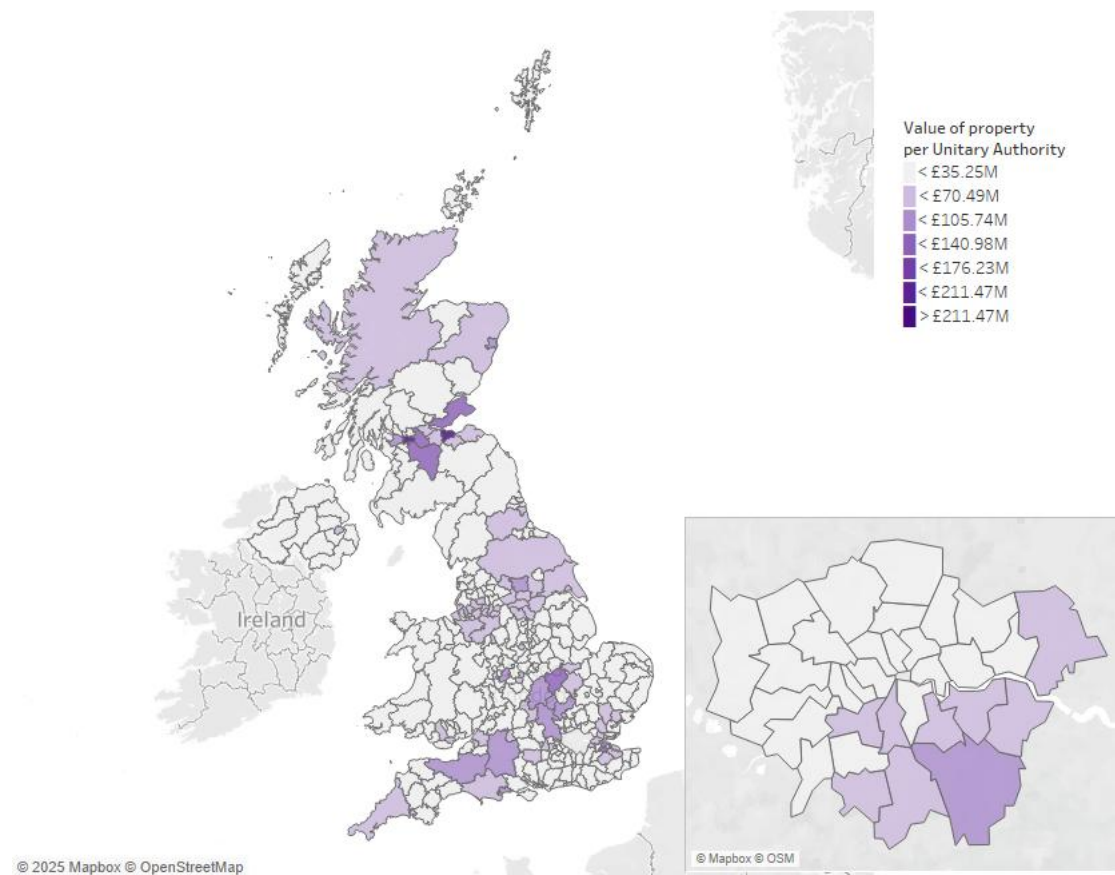 Value of property
per Unitary Authority
< £35.25M
< £70.49M
< £105.74M
< £140.98M
< £176.23M
< £211.47M
> £211.47M
Ireland
© Mapbox © OSM
© 2025 Mapbox © OpenStreetMap